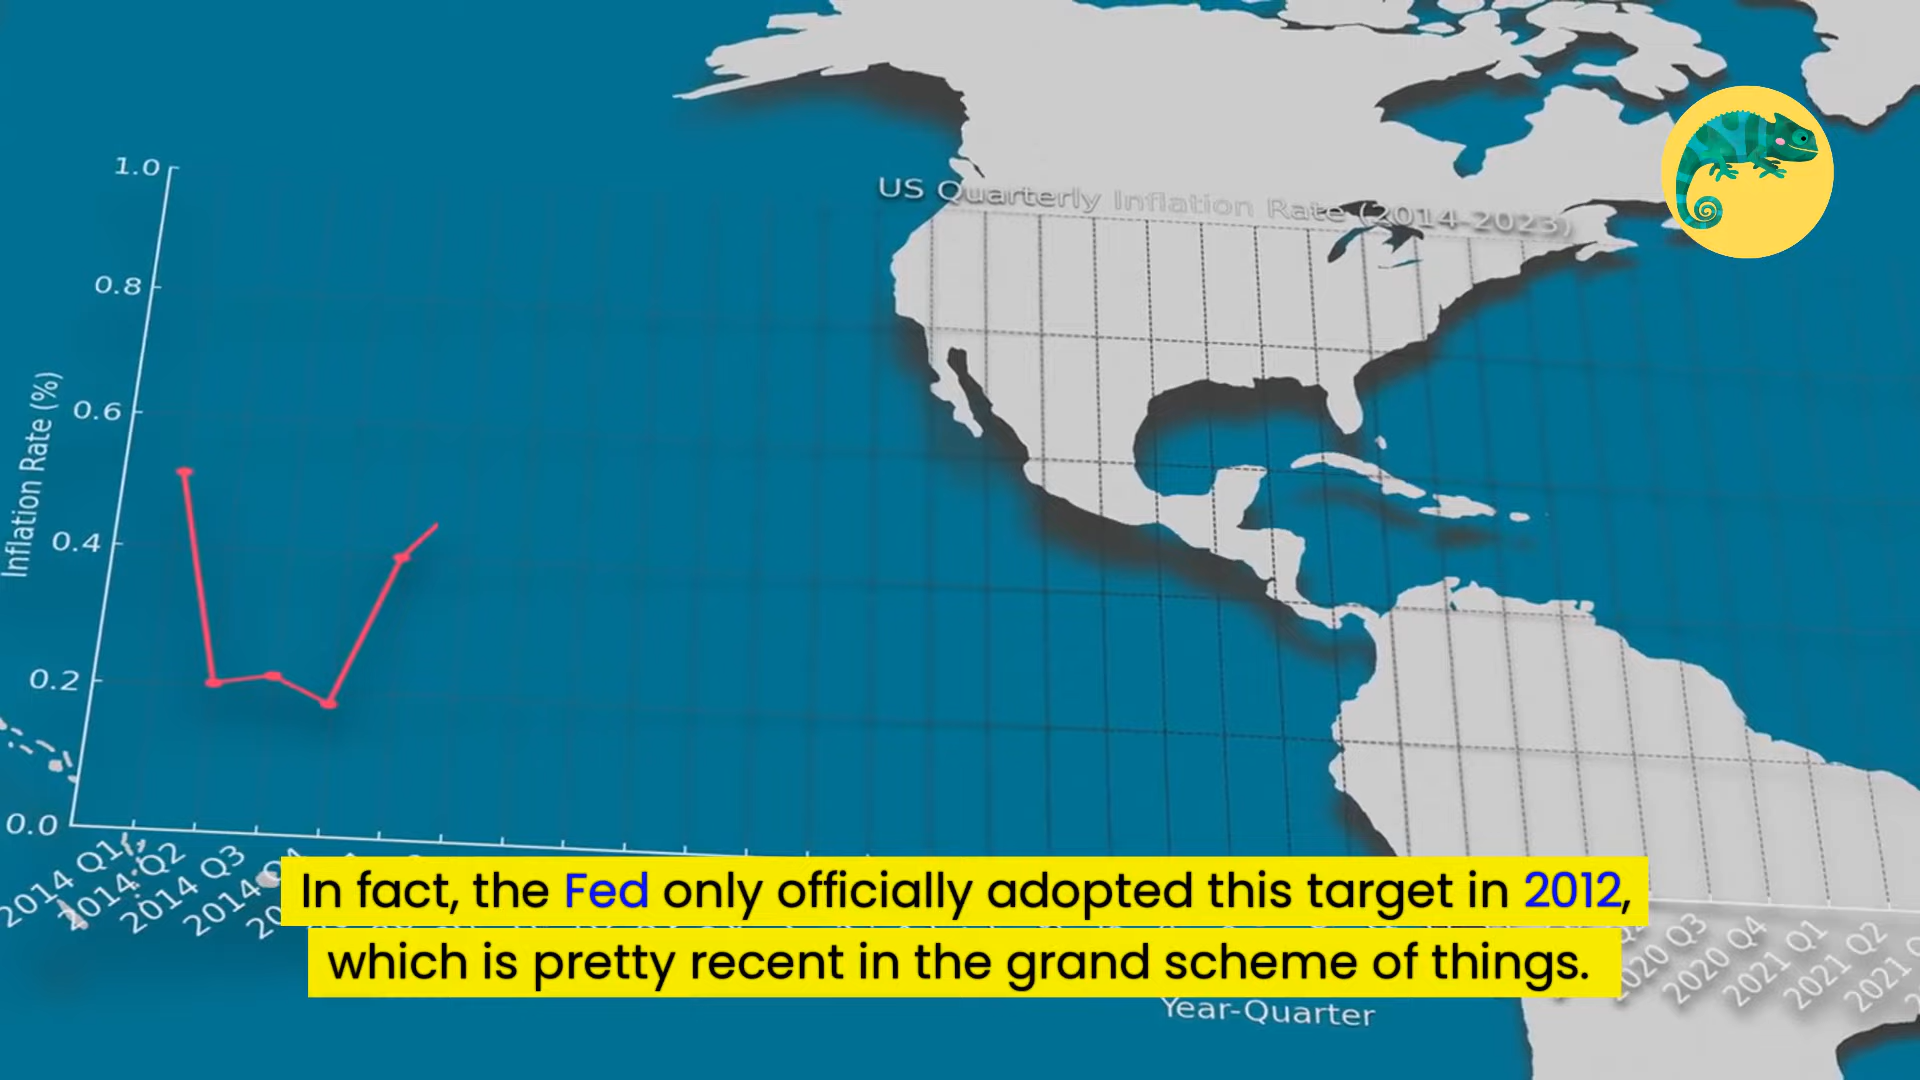 US Quarterly Inflation Rate (2014-2023)
1.0
0.8
0.6
0.4
0.2
0.0
Inflation Rate (%)
2014 Q1
2014 Q2
2014 Q3
2014
2020 Q3
2020 Q4
2021 Q1
2021 Q2
2021
In fact, the Fed only officially adopted this target in 2012,
which is pretty recent in the grand scheme of things.
Year-Quarter